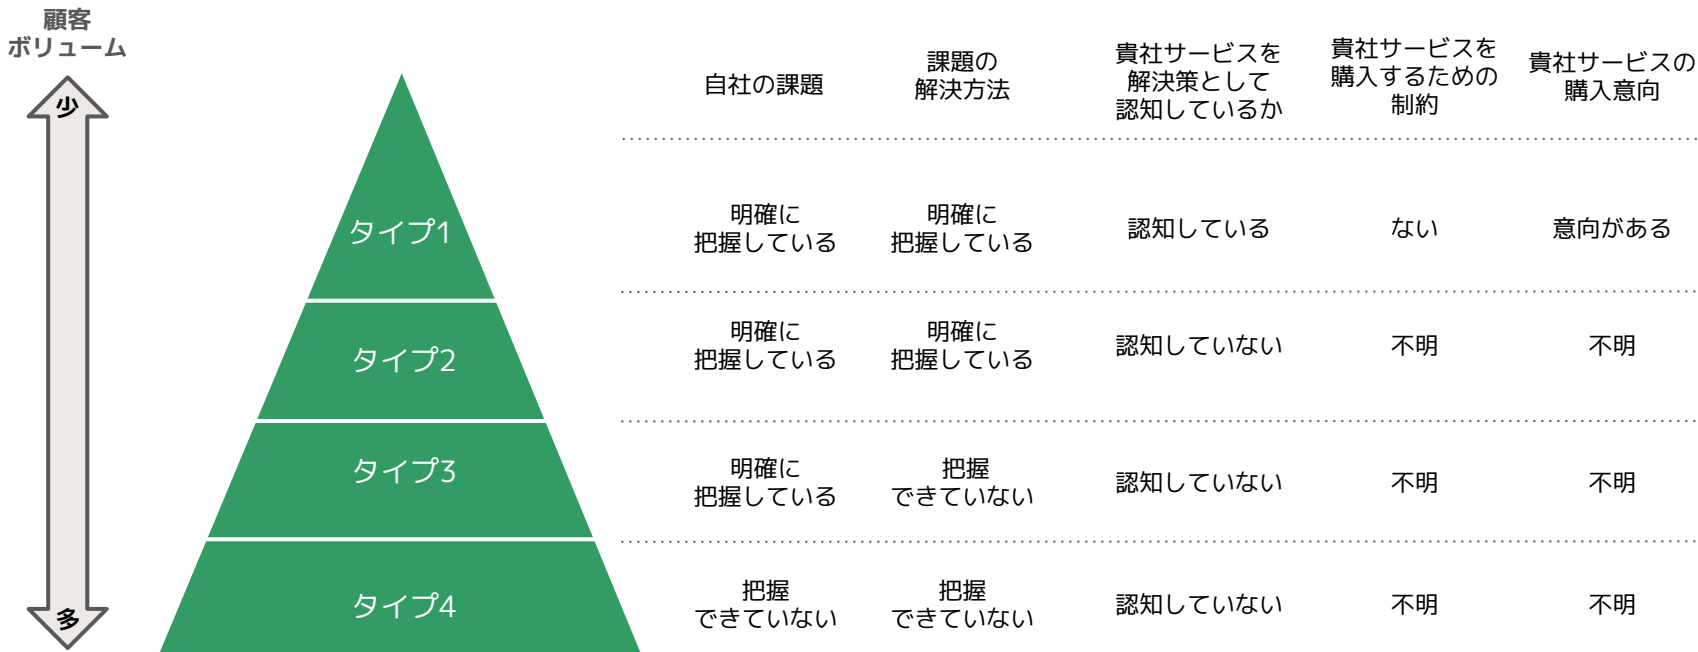 顧客
ボリューム
少
多
自社の課題
課題の
解決方法
貴社サービスを
解決策として
認知しているか
貴社サービスを
購入するための
制約
貴社サービスの
購入意向
タイプ1
明確に
把握している
明確に
把握している
認知している
ない
意向がある
タイプ2
明確に
把握している
明確に
把握している
認知していない
不明
不明
タイプ3
明確に
把握している
把握
できていない
認知していない
不明
不明
タイプ4
把握
できていない
把握
できていない
認知していない
不明
不明